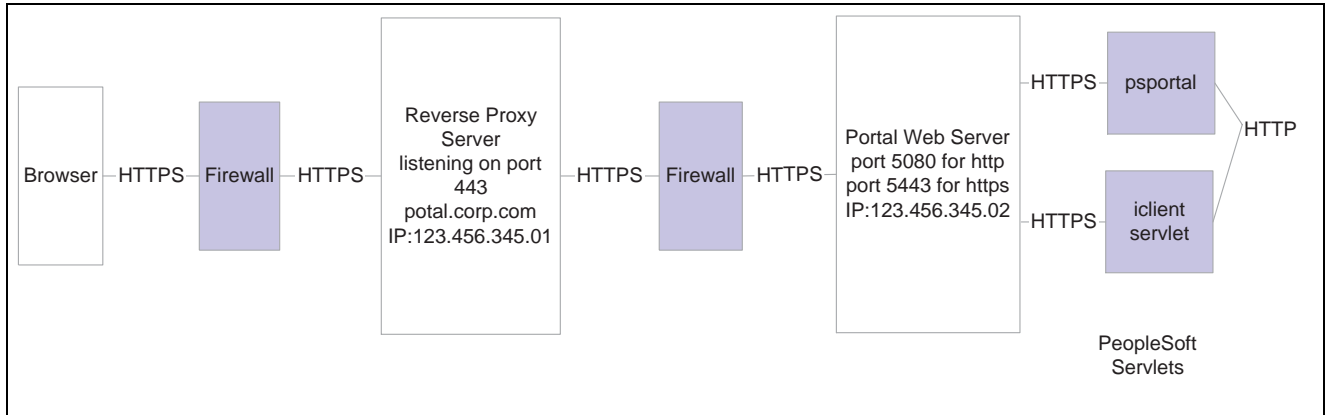 Browser
HTTPS
Firewall
HTTPS
Reverse Proxy
Server
listening on port
443
potal.corp.com
IP:123.456.345.01
HTTPS
Firewall
HTTPS
Portal Web Server
port 5080 for http
port 5443 for https
IP:123.456.345.02
HTTPS
psportal
HTTP
HTTPS
iclient
servlet
PeopleSoft
Servlets